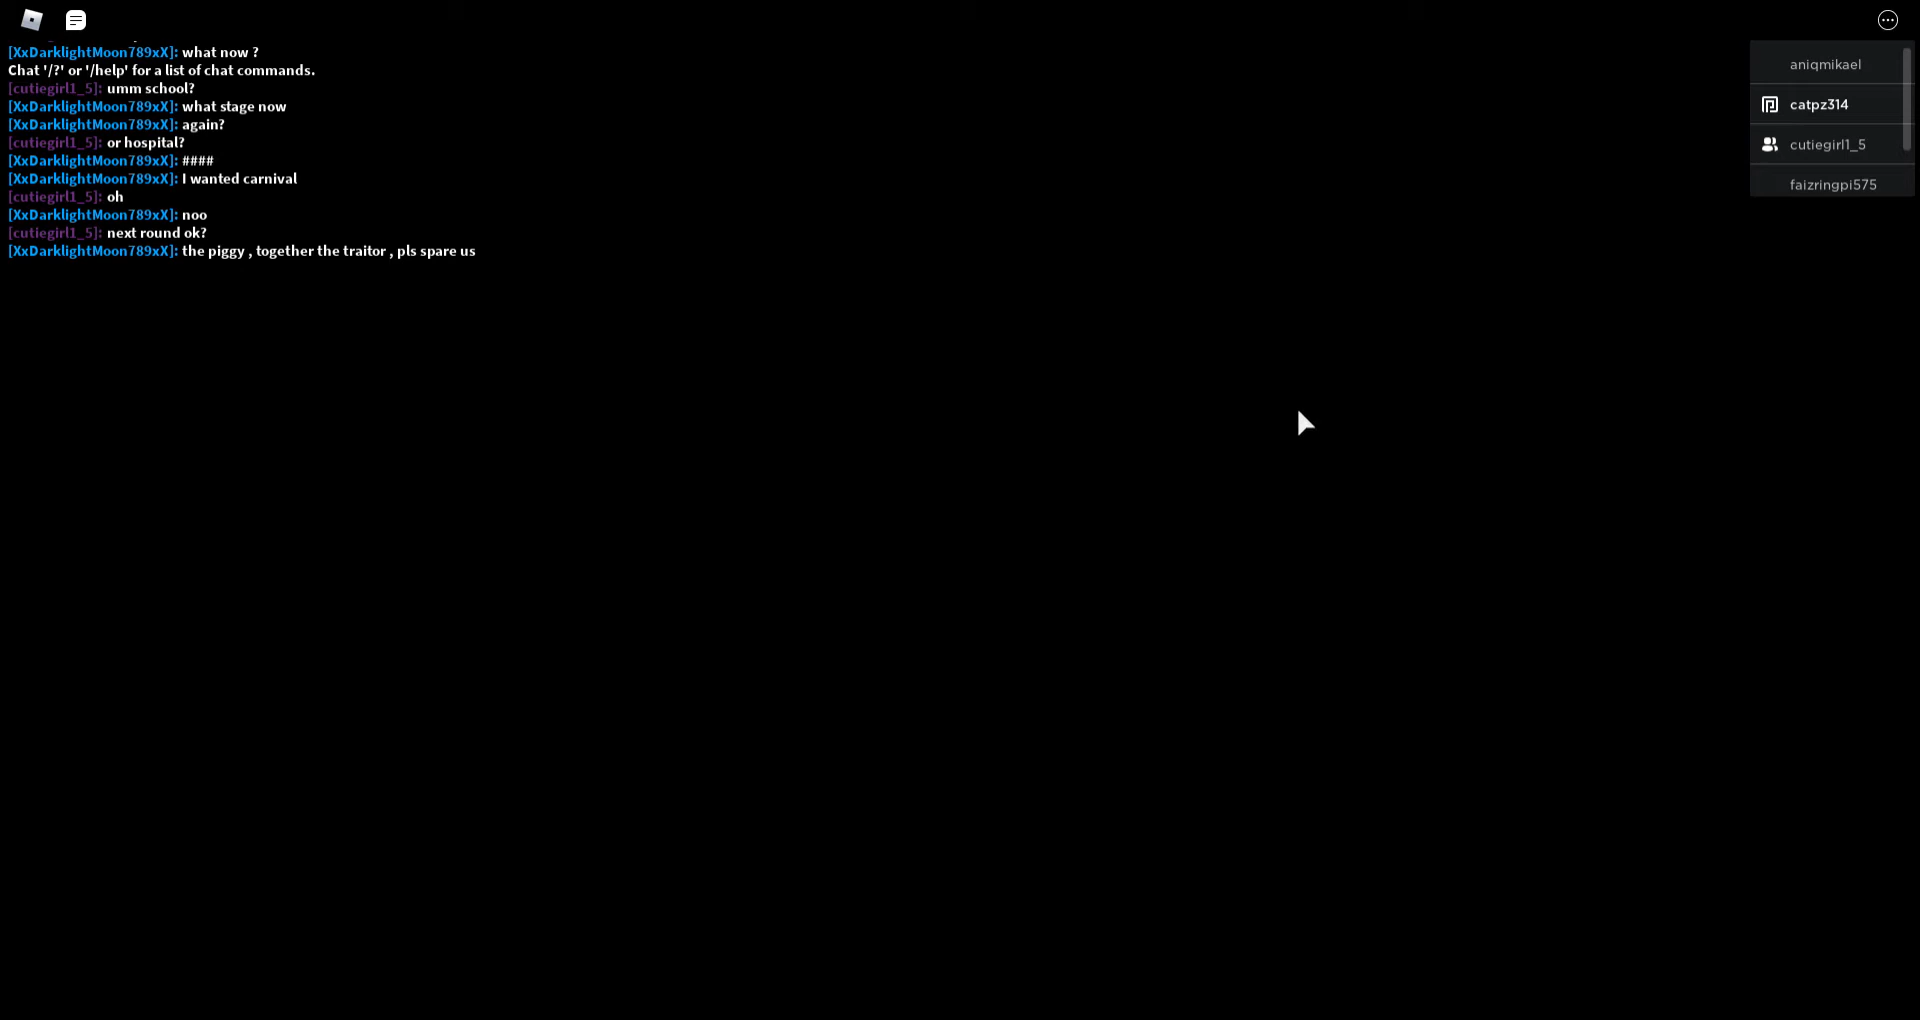 [XxDarklightMoon789xX]: what now ?
Chat '/?' or '/help' for a list of chat commands.
[cutiegirl1_5]: umm school?
[XxDarklightMoon789xX]: what stage now
[XxDarklightMoon789xX]: again?
[cutiegirl1_5]: or hospital?
[XxDarklightMoon789xX]: ####
[XxDarklightMoon789xX]: I wanted carnival
[cutiegirl1_5]: oh
[XxDarklightMoon789xX]: noo
[cutiegirl1_5]: next round ok?
[XxDarklightMoon789xX]: the piggy , together the traitor , pls spare us
aniqmikael
catpz314
cutiegirl1_5
faizringpi575